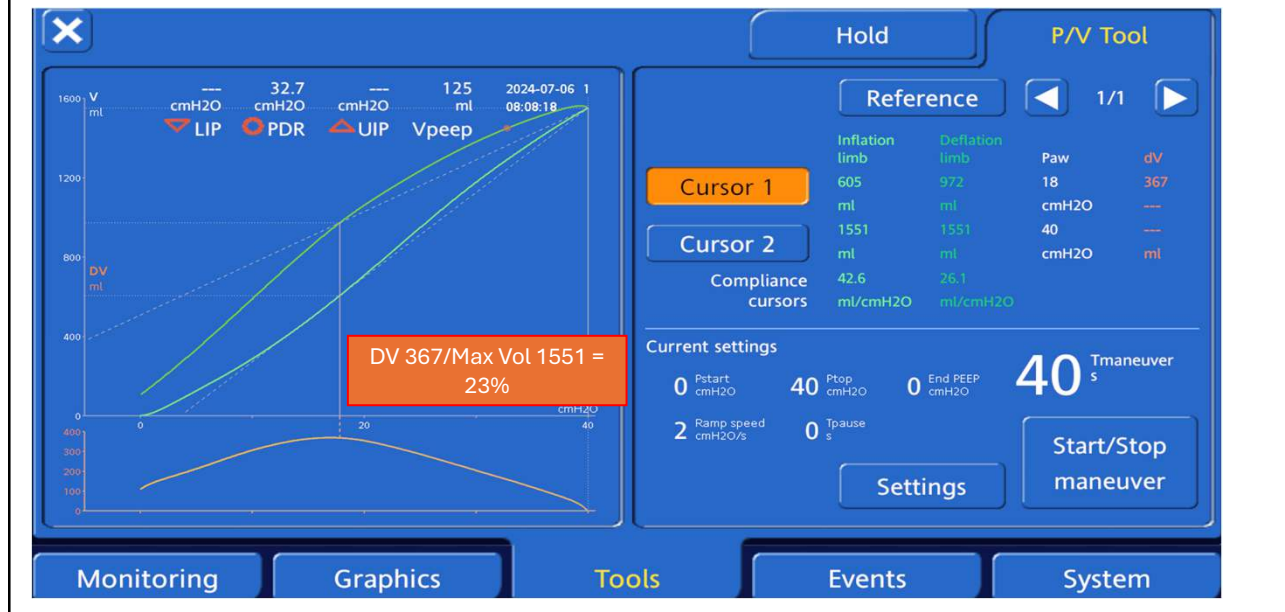 Hold
P/V Tool
1600 V
ml
--- 32.7 --- 125 2024-07-06 1
cmH2O cmH2O cmH2O ml 08:08:18
LIP PDR UIP Vpeep
1200
800
DV
ml
400
0
cmH2O
0 20 40
400
300
200
100
0
DV 367/Max Vol 1551 =
23%
Reference 1/1
Inflation Deflation
limb limb Paw dV
Cursor 1 605 972 18 367
ml ml cmH2O ---
Cursor 2 1551 1551 40 ---
ml ml cmH2O ml
Compliance 42.6 26.1
cursors ml/cmH2O ml/cmH2O
Current settings
0 Pstart cmH2O 40 Ptop cmH2O 0 End PEEP cmH2O 40 Tmaneuver s
2 Ramp speed cmH2O/s 0 Tpause s
Start/Stop
maneuver
Settings
Monitoring Graphics Tools Events System